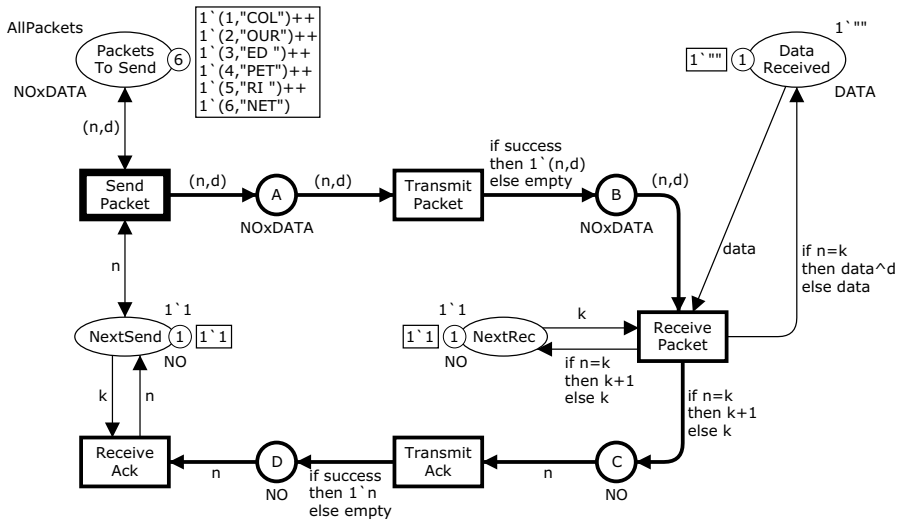 AllPackets
Packets
To Send
6
1`(1,"COL")++
1`(2,"OUR")++
1`(3,"ED ")++
1`(4,"PET")++
1`(5,"RI ")++
1`(6,"NET")
NOxDATA
1`""
1`""
1
Data
Received
DATA
(n,d)
Send
Packet
(n,d)
A
NOxDATA
(n,d)
Transmit
Packet
if success
then 1`(n,d)
else empty
B
NOxDATA
(n,d)
n
data
if n=k
then data^d
else data
1`1
NextSend
1
1`1
NO
1`1
1`1
1
NextRec
NO
k
if n=k
then k+1
else k
Receive
Packet
k
n
if n=k
then k+1
else k
Receive
Ack
n
D
NO
if success
then 1`n
else empty
Transmit
Ack
n
C
NO